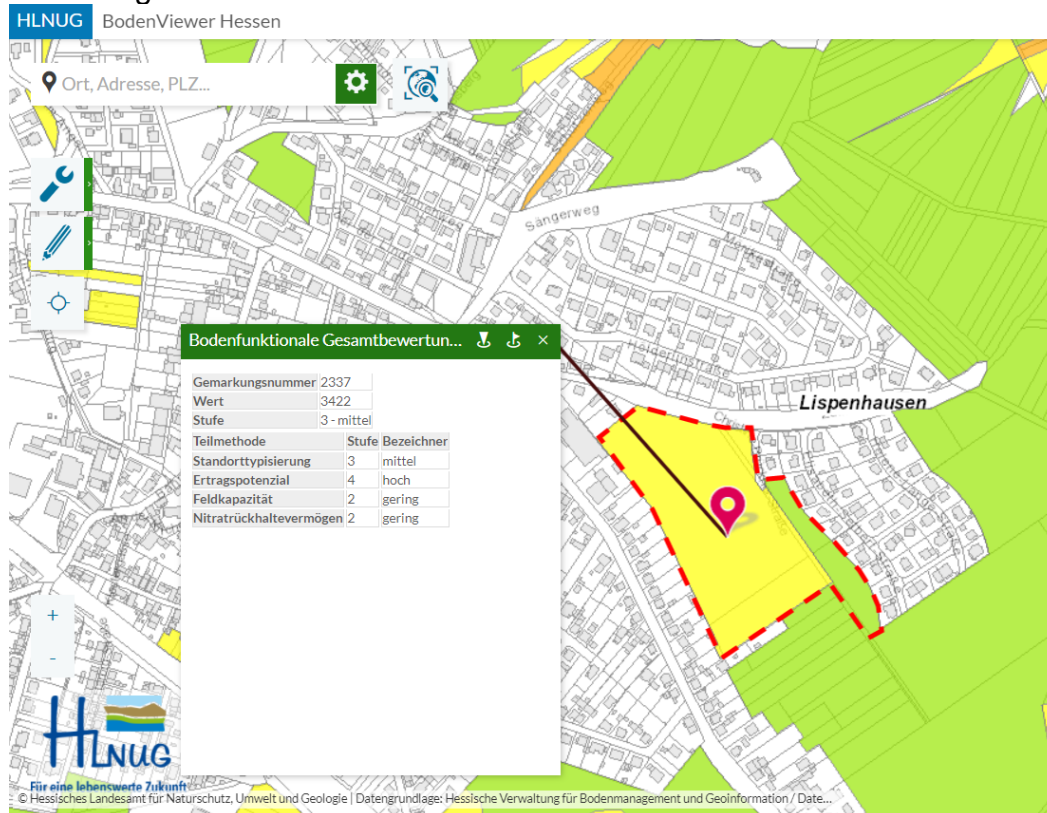 HLNUG BodenViewer Hessen
Ort, Adresse, PLZ...
Sängerweg
Bodenfunktionale Gesamtbewertun...
Gemarkungsnummer 2337
Wert 3422
Stufe 3 - mittel
Teilmethode Stufe Bezeichner
Standorttypisierung 3 mittel
Ertragspotenzial 4 hoch
Feldkapazität 2 gering
Nitratrückhaltevermögen 2 gering
Hölderlinstraße
Lispenhausen
+
-
HLNUG
Für eine lebenswerte Zukunft
© Hessisches Landesamt für Naturschutz, Umwelt und Geologie | Datengrundlage: Hessische Verwaltung für Bodenmanagement und Geoinformation / Date...